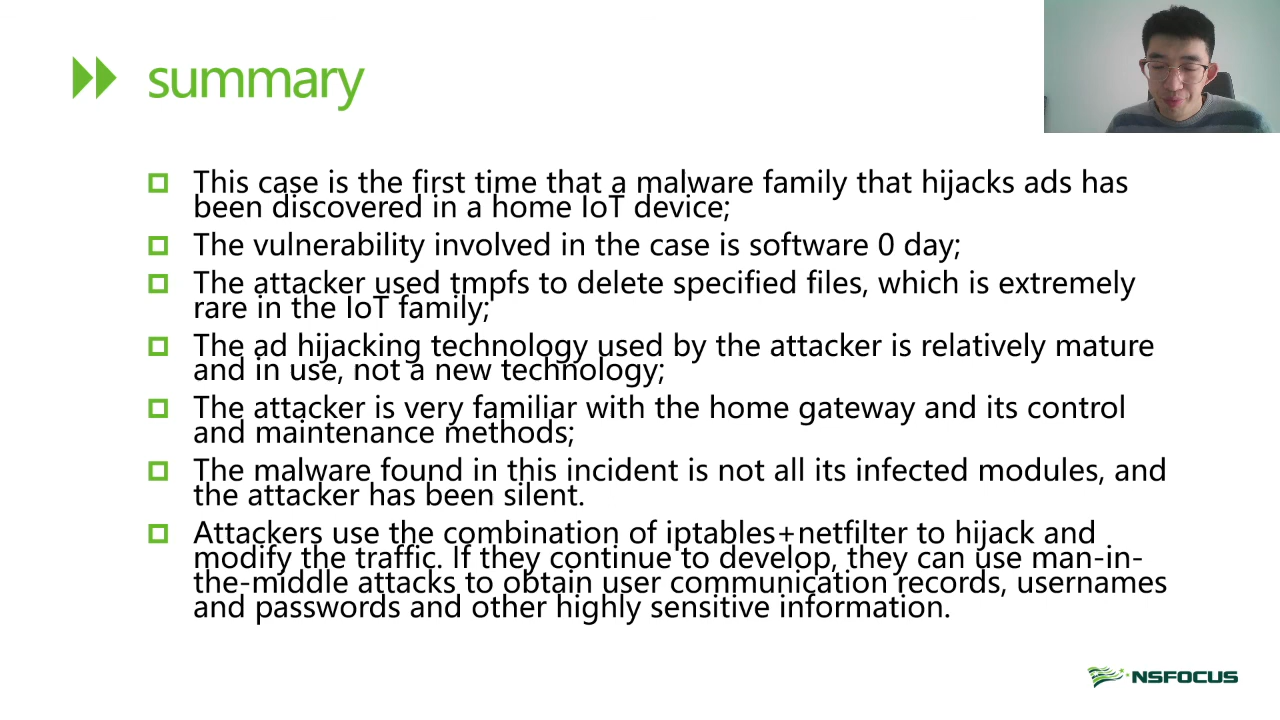 summary
This case is the first time that a malware family that hijacks ads has
been discovered in a home IoT device;
The vulnerability involved in the case is software 0 day;
The attacker used tmpfs to delete specified files, which is extremely
rare in the IoT family;
The ad hijacking technology used by the attacker is relatively mature
and in use, not a new technology;
The attacker is very familiar with the home gateway and its control
and maintenance methods;
The malware found in this incident is not all its infected modules, and
the attacker has been silent.
Attackers use the combination of iptables+netfilter to hijack and
modify the traffic. If they continue to develop, they can use man-in-
the-middle attacks to obtain user communication records, usernames
and passwords and other highly sensitive information.
NSFOCUS